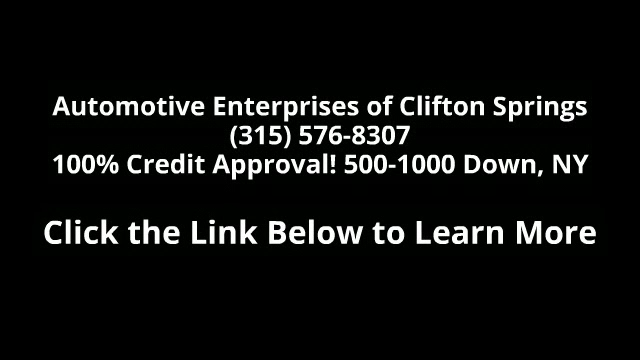 Automotive Enterprises of Clifton Springs
(315) 576-8307
100% Credit Approval! 500-1000 Down, NY
Click the Link Below to Learn More